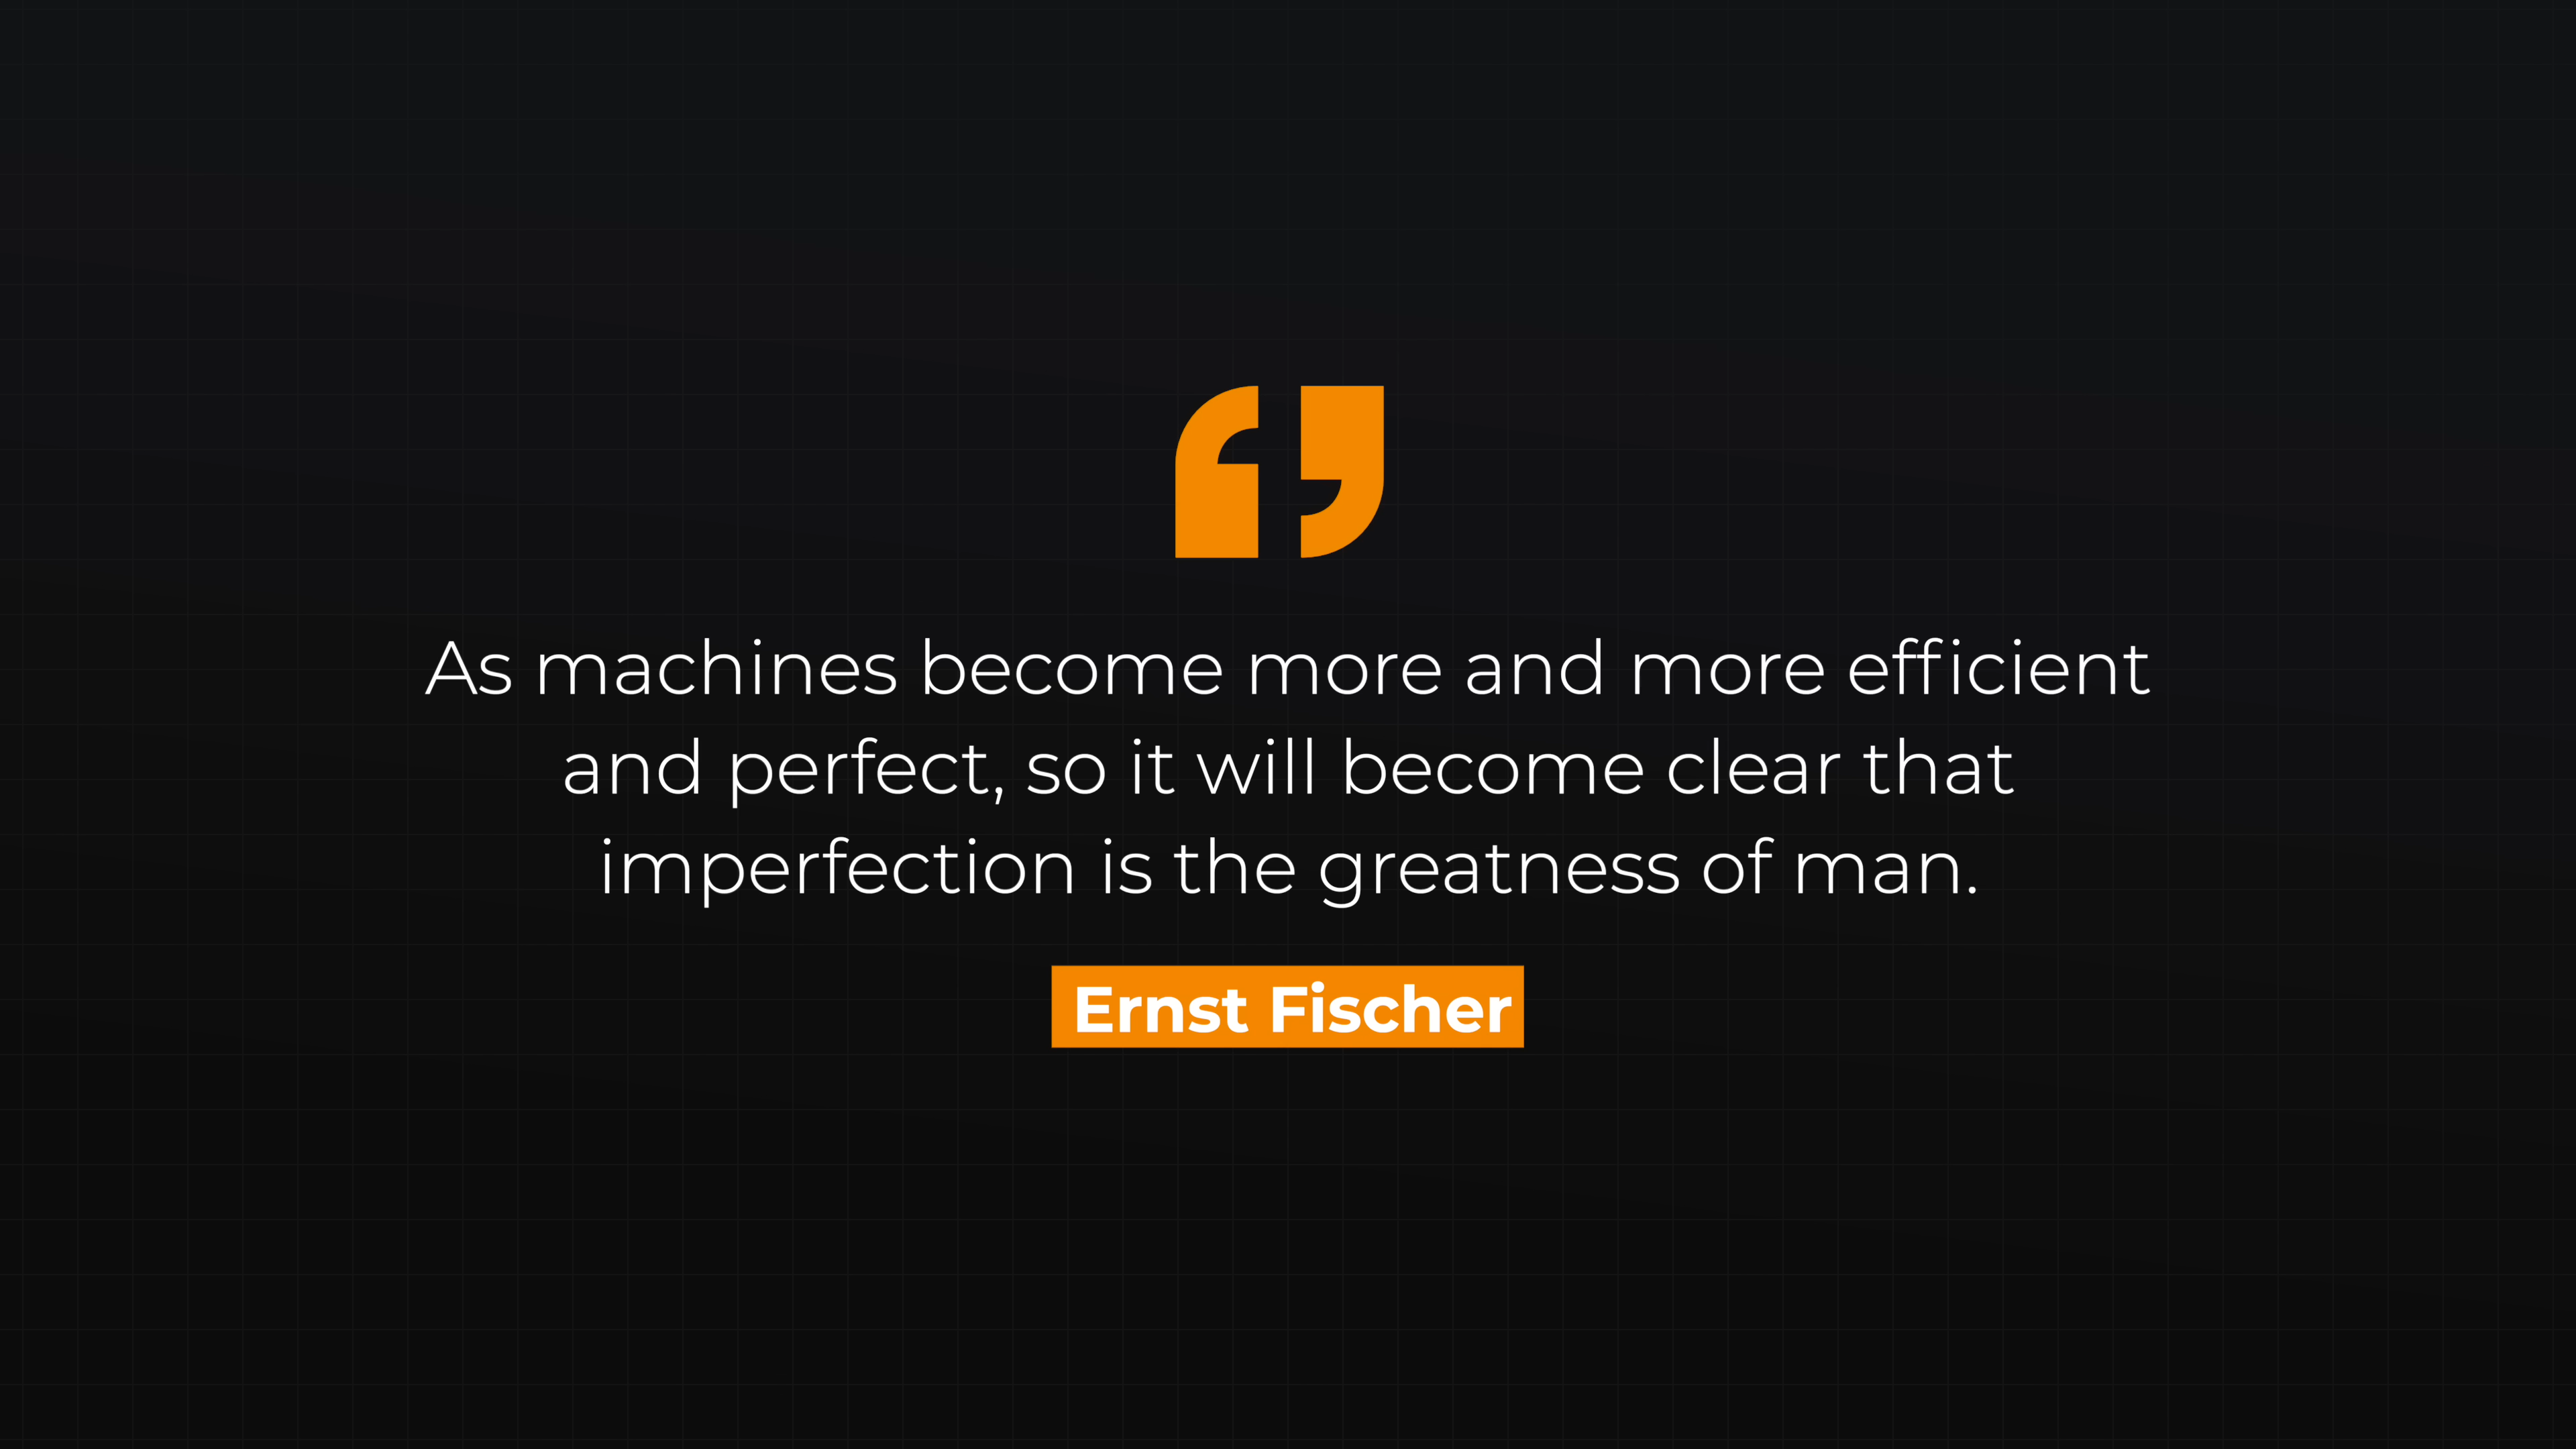 As machines become more and more efficient
and perfect, so it will become clear that
imperfection is the greatness of man.
Ernst Fischer